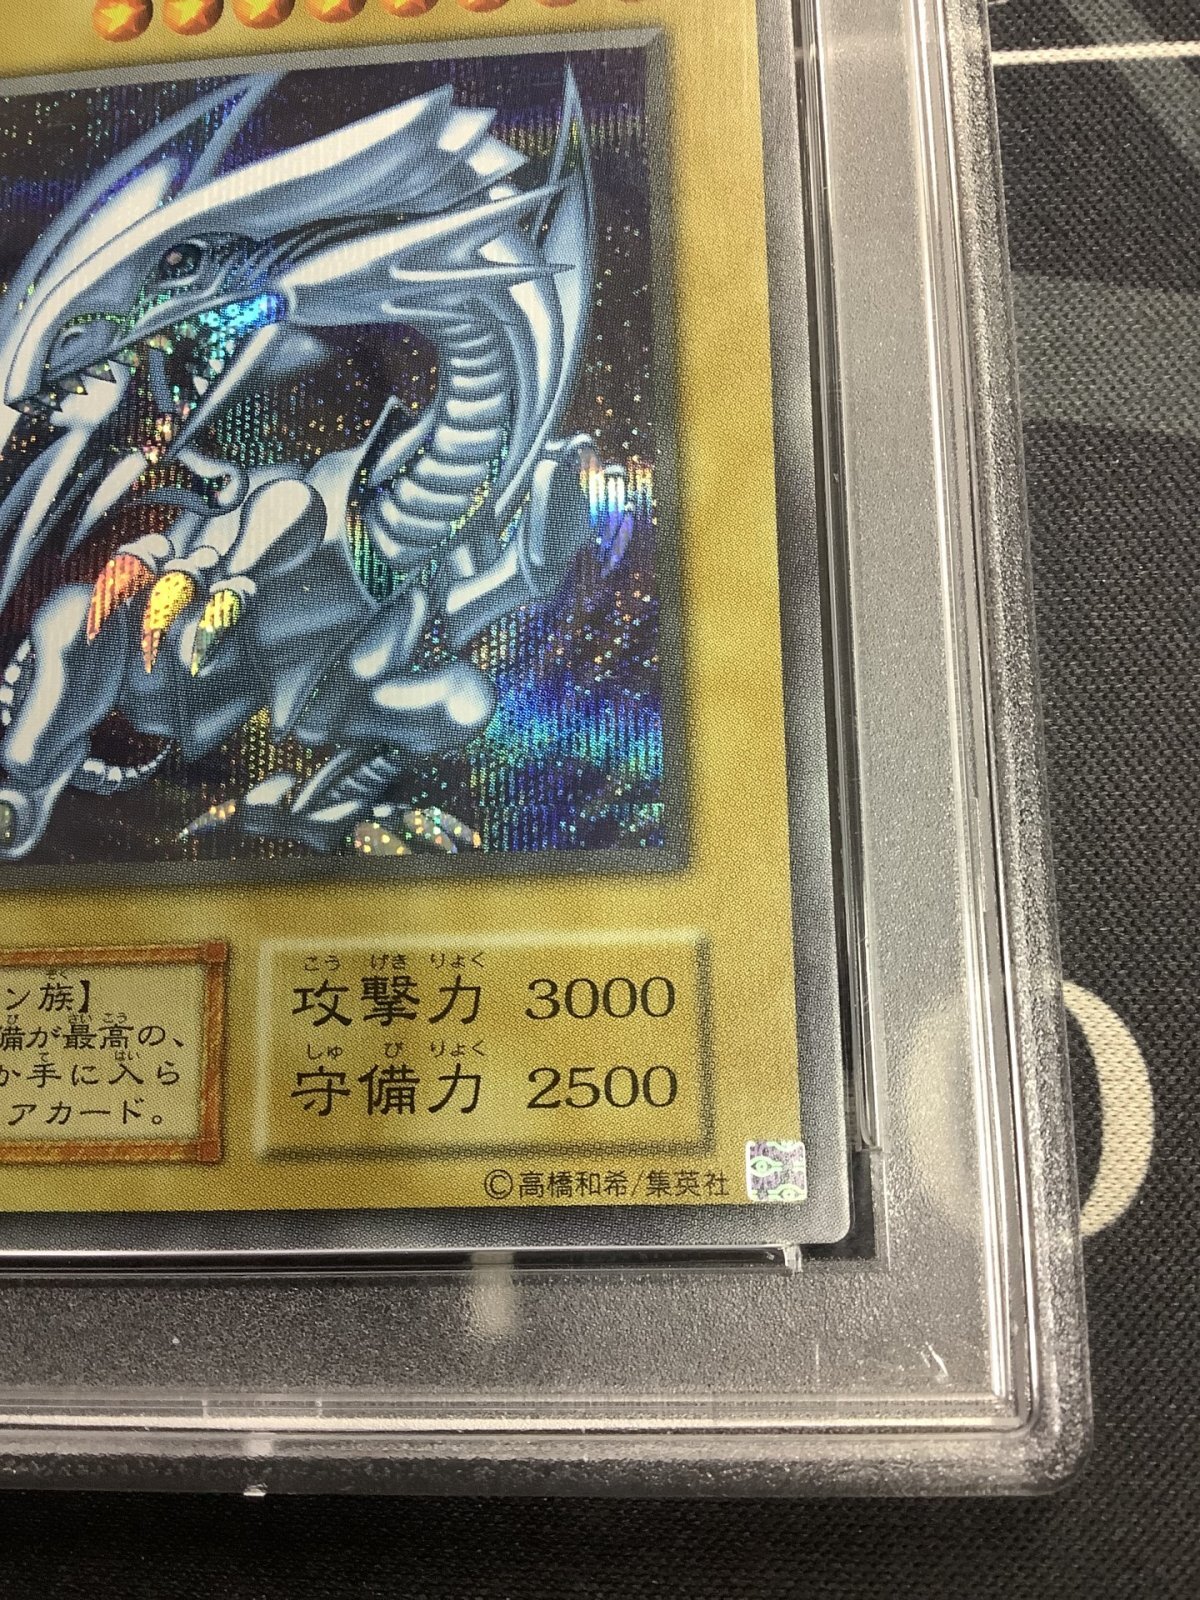 ン族】
備が最高の、
か手に入ら
アカード。
こうげきりょく
攻撃力 3000
しゅびりょく
守備力 2500
©高橋和希/集英社